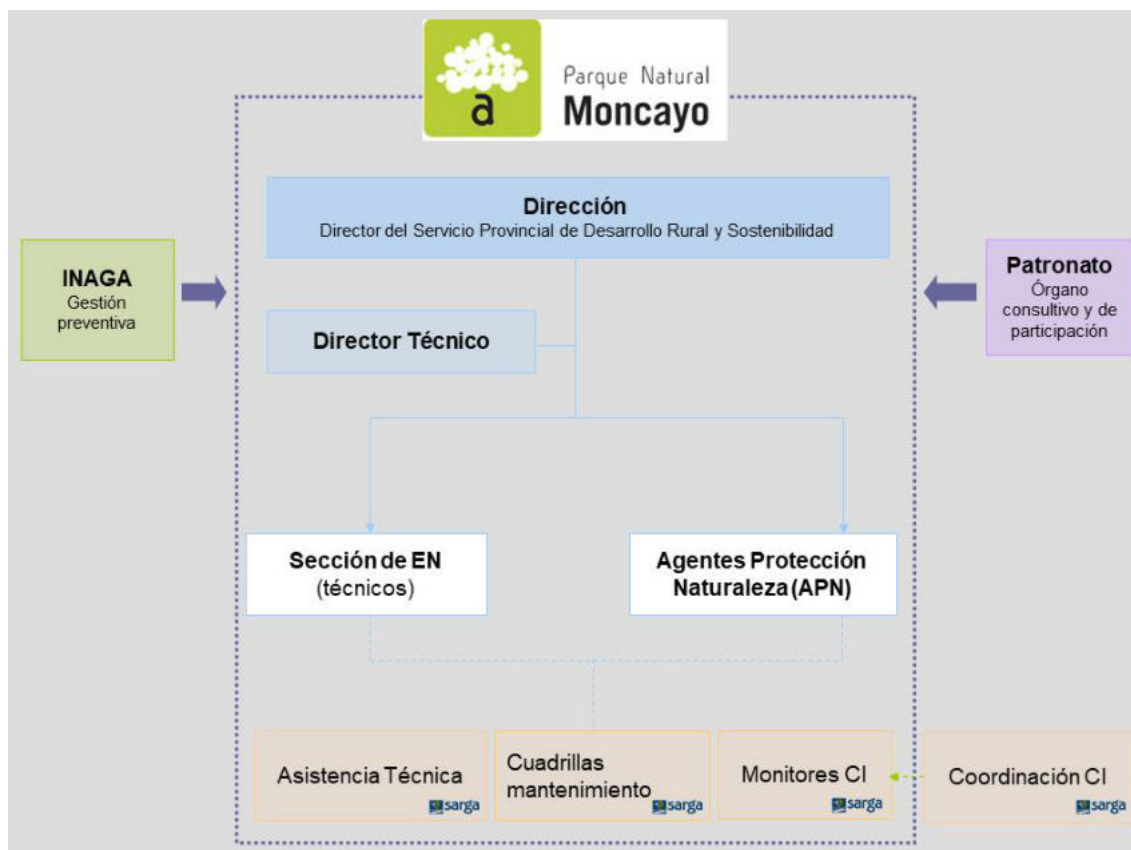 a
Parque Natural
Moncayo
Dirección
Director del Servicio Provincial de Desarrollo Rural y Sostenibilidad
INAGA
Gestión
preventiva
Patronato
Órgano
consultivo y de
participación
Director Técnico
Sección de EN
(técnicos)
Agentes Protección
Naturaleza (APN)
Asistencia Técnica
sarga
Cuadrillas
mantenimiento
sarga
Monitores CI
sarga
Coordinación CI
sarga